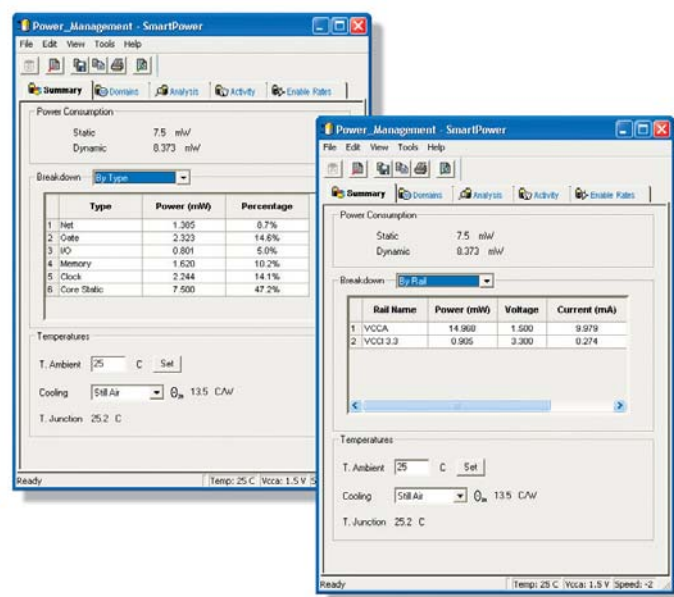 Power_Management - SmartPower
File Edit View Tools Help
Summary Domains Analysis Activity Enable Rates
Power Consumption
Static 7.5 mW
Dynamic 8.373 mW
Breakdown By Type
Type Power (mW) Percentage
1 Net 1.385 8.7%
2 Gate 2.323 14.6%
3 I/O 0.801 5.0%
4 Memory 1.620 10.2%
5 Clock 2.244 14.1%
6 Core Static 7.500 47.2%
Temperatures
T. Ambient 25 C Set
Cooling Still Air 13.5 C/W
T. Junction 25.2 C
Ready Temp: 25 C Vcca: 1.5 V S
Power_Management - SmartPower
File Edit View Tools Help
Summary Domains Analysis Activity Enable Rates
Power Consumption
Static 7.5 mW
Dynamic 8.373 mW
Breakdown By Rail
Rail Name Power (mW) Voltage Current (mA)
1 VCCA 14.968 1.500 9.979
2 VCCI 3.3 0.905 3.300 0.274
Temperatures
T. Ambient 25 C Set
Cooling Still Air 13.5 C/W
T. Junction 25.2 C
Ready Temp: 25 C Vcca: 1.5 V Speed: -2